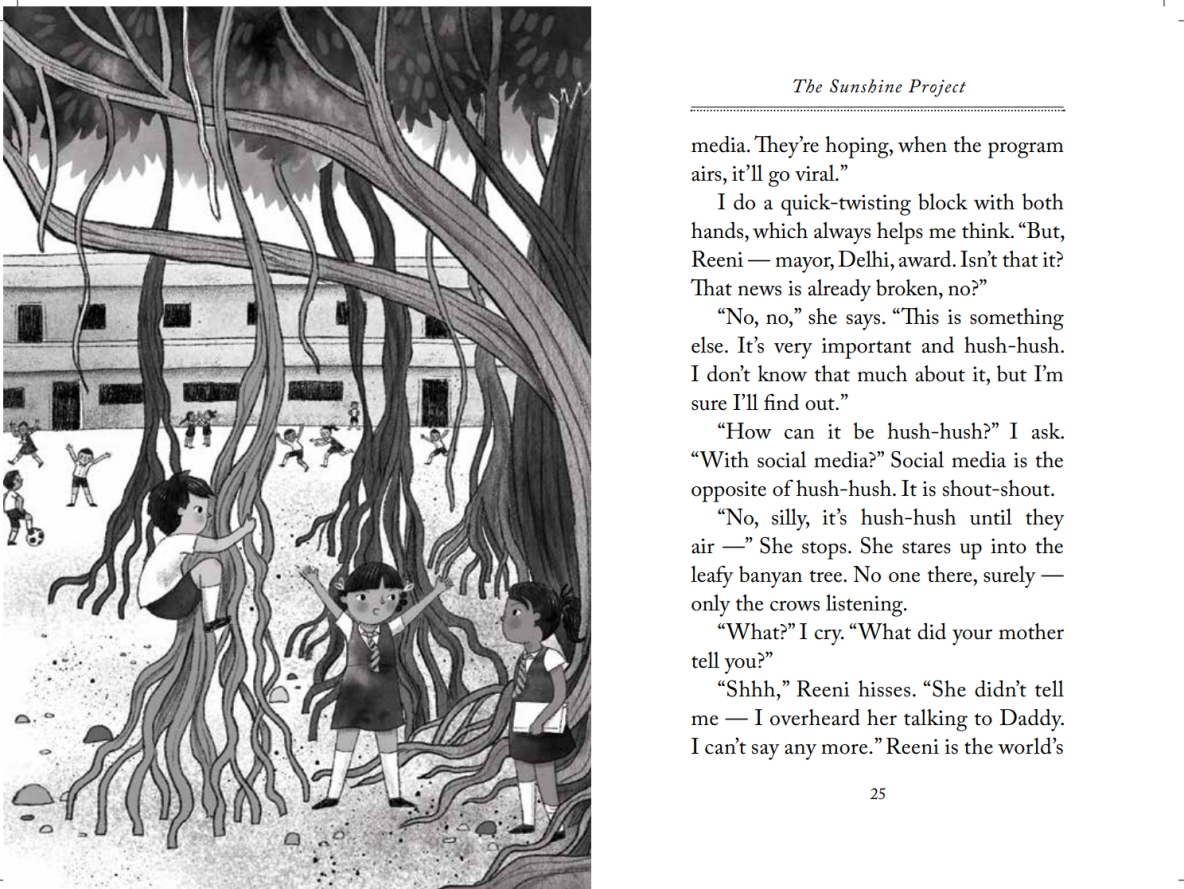 The Sunshine Project
media. They’re hoping, when the program
airs, it’ll go viral.”
I do a quick-twisting block with both
hands, which always helps me think. “But,
Reeni — mayor, Delhi, award. Isn’t that it?
That news is already broken, no?”
“No, no,” she says. “This is something
else. It’s very important and hush-hush.
I don’t know that much about it, but I’m
sure I’ll find out.”
“How can it be hush-hush?” I ask.
“With social media?” Social media is the
opposite of hush-hush. It is shout-shout.
“No, silly, it’s hush-hush until they
air —” She stops. She stares up into the
leafy banyan tree. No one there, surely —
only the crows listening.
“What?” I cry. “What did your mother
tell you?”
“Shhh,” Reeni hisses. “She didn’t tell
me — I overheard her talking to Daddy.
I can’t say any more.” Reeni is the world’s
25